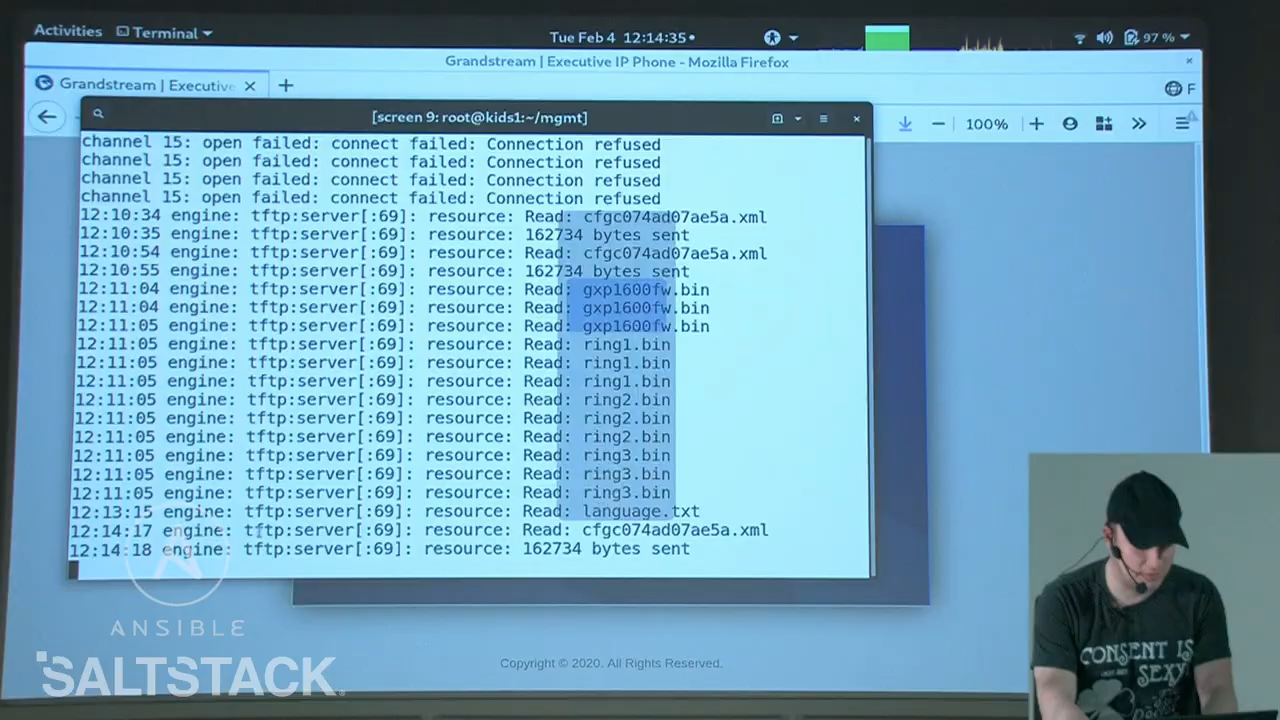 Activities
Terminal
Tue Feb 4 12:14:35
97 %
Grandstream | Executive IP Phone - Mozilla Firefox
Grandstream | Executive
F
[screen 9: root@kids1:~/mgmt]
100%
channel 15: open failed: connect failed: Connection refused
channel 15: open failed: connect failed: Connection refused
channel 15: open failed: connect failed: Connection refused
channel 15: open failed: connect failed: Connection refused
12:10:34 engine: tftp:server[:69]: resource: Read: cfgc074ad07ae5a.xml
12:10:35 engine: tftp:server[:69]: resource: 162734 bytes sent
12:10:54 engine: tftp:server[:69]: resource: Read: cfgc074ad07ae5a.xml
12:10:55 engine: tftp:server[:69]: resource: 162734 bytes sent
12:11:04 engine: tftp:server[:69]: resource: Read: gxp1600fw.bin
12:11:04 engine: tftp:server[:69]: resource: Read: gxp1600fw.bin
12:11:05 engine: tftp:server[:69]: resource: Read: gxp1600fw.bin
12:11:05 engine: tftp:server[:69]: resource: Read: ring1.bin
12:11:05 engine: tftp:server[:69]: resource: Read: ring1.bin
12:11:05 engine: tftp:server[:69]: resource: Read: ring1.bin
12:11:05 engine: tftp:server[:69]: resource: Read: ring2.bin
12:11:05 engine: tftp:server[:69]: resource: Read: ring2.bin
12:11:05 engine: tftp:server[:69]: resource: Read: ring2.bin
12:11:05 engine: tftp:server[:69]: resource: Read: ring3.bin
12:11:05 engine: tftp:server[:69]: resource: Read: ring3.bin
12:11:05 engine: tftp:server[:69]: resource: Read: ring3.bin
12:13:15 engine: tftp:server[:69]: resource: Read: language.txt
12:14:17 engine: tftp:server[:69]: resource: Read: cfgc074ad07ae5a.xml
12:14:18 engine: tftp:server[:69]: resource: 162734 bytes sent
ANSIBLE
SALTSTACK
Copyright © 2020. All Rights Reserved.
CONSENT IS
SEXY